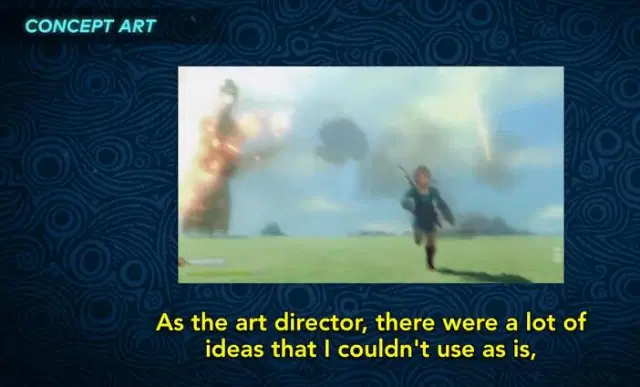 CONCEPT ART
As the art director, there were a lot of
ideas that I couldn't use as is,